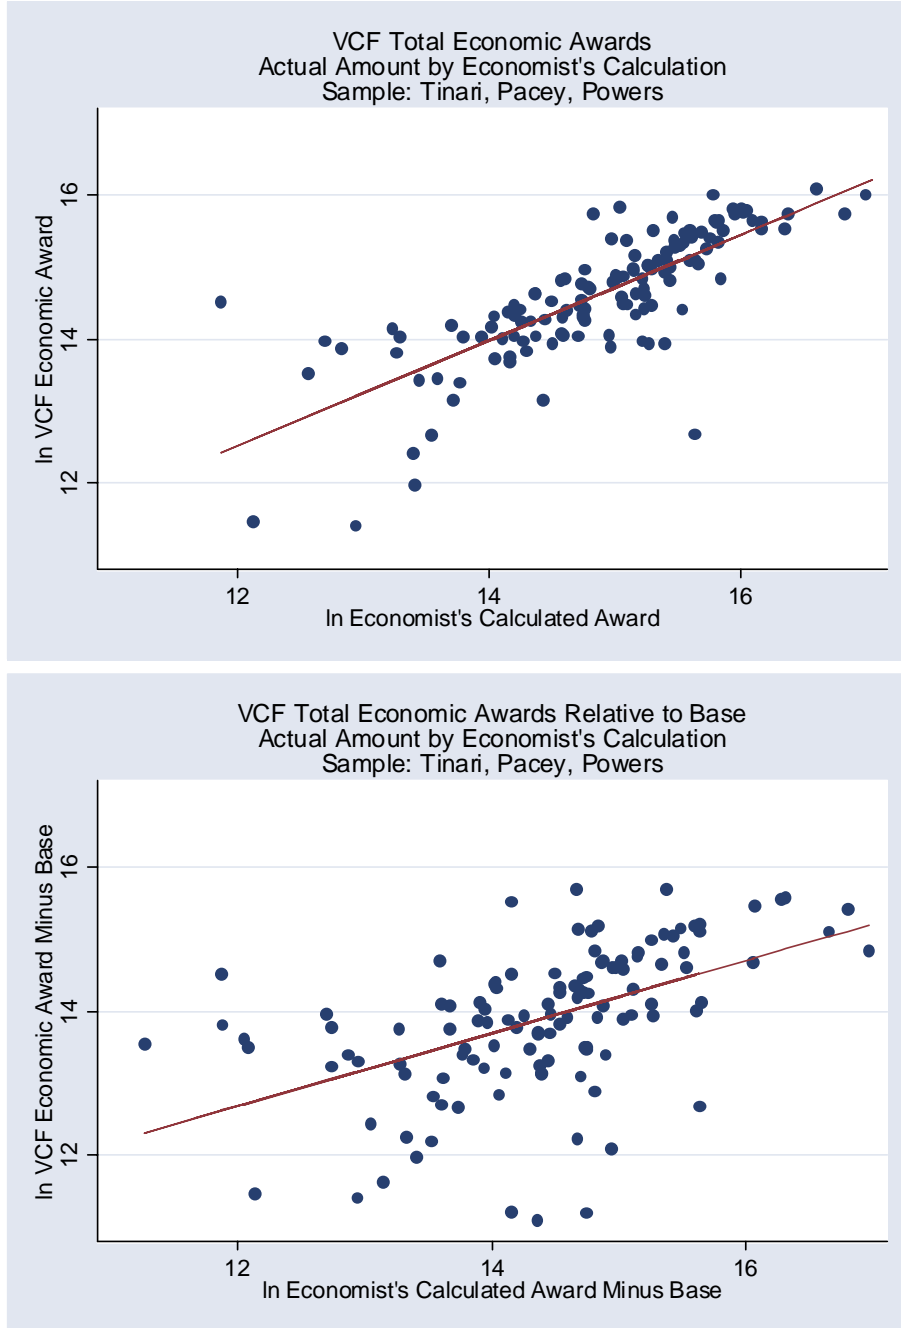 VCF Total Economic Awards
Actual Amount by Economist's Calculation
Sample: Tinari, Pacey, Powers
ln VCF Economic Award
16
14
12
12 14 16
ln Economist's Calculated Award
VCF Total Economic Awards Relative to Base
Actual Amount by Economist's Calculation
Sample: Tinari, Pacey, Powers
ln VCF Economic Award Minus Base
16
14
12
12 14 16
ln Economist's Calculated Award Minus Base